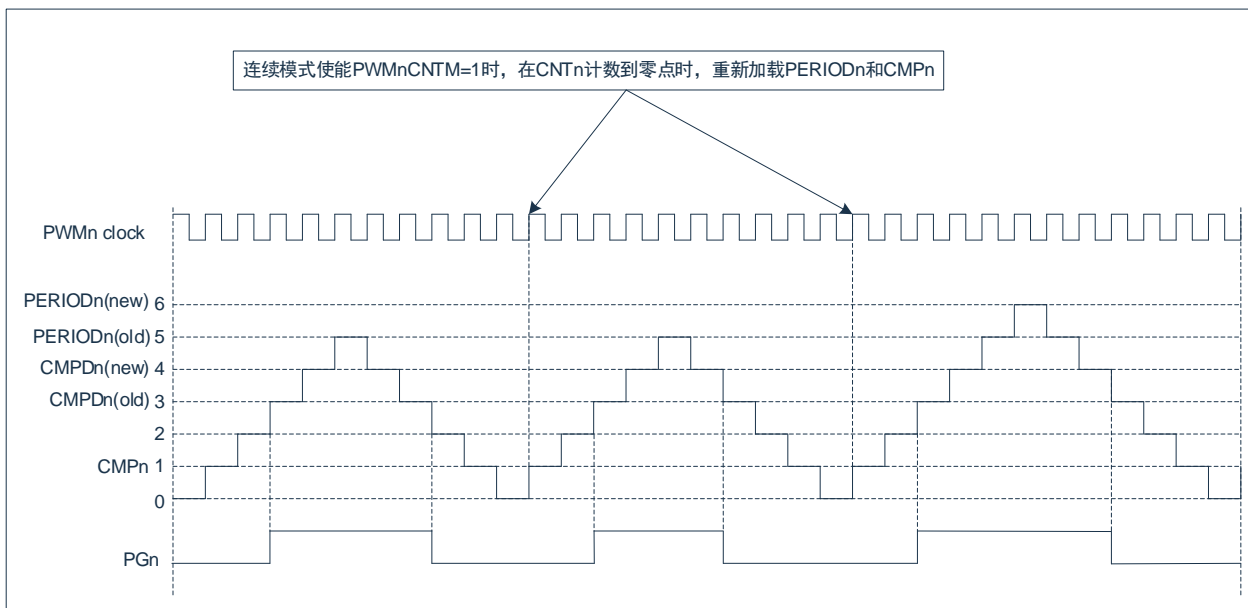 连续模式使能PWMnCNTM=1时，在CNTn计数到零点时，重新加载PERIODn和CMPn
PWMn clock
PERIODn(new) 6
PERIODn(old) 5
CMPDn(new) 4
CMPDn(old) 3
2
CMPn 1
0
PGn